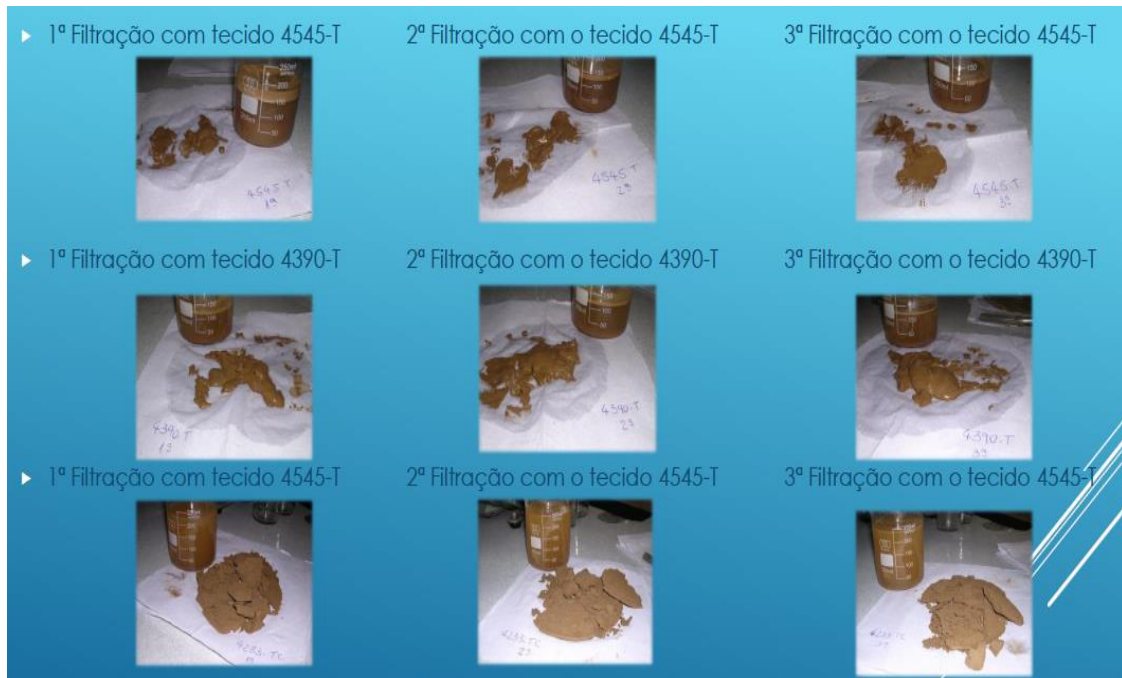 1ª Filtração com tecido 4545-T
2ª Filtração com o tecido 4545-T
3ª Filtração com o tecido 4545-T
4545-T
1ª
4545-T
2ª
4545-T
3ª
1ª Filtração com tecido 4390-T
2ª Filtração com o tecido 4390-T
3ª Filtração com o tecido 4390-T
4390-T
1ª
4390-T
2ª
4390-T
3ª
1ª Filtração com tecido 4545-T
2ª Filtração com o tecido 4545-T
3ª Filtração com o tecido 4545-T